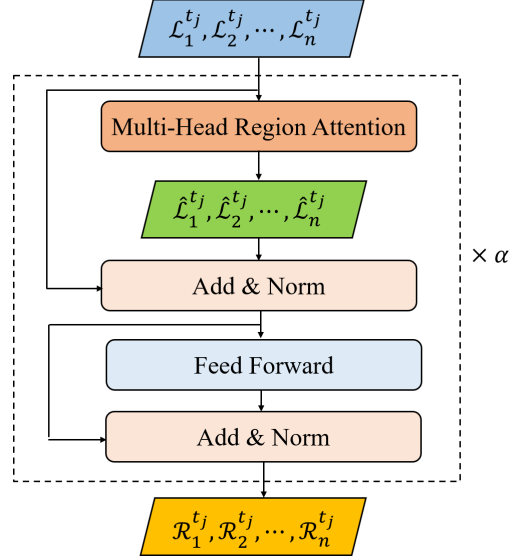 ℒ₁^{t_j}, ℒ₂^{t_j}, ⋯, ℒₙ^{t_j}
Multi-Head Region Attention
ℒ̂₁^{t_j}, ℒ̂₂^{t_j}, ⋯, ℒ̂ₙ^{t_j}
× α
Add & Norm
Feed Forward
Add & Norm
ℛ₁^{t_j}, ℛ₂^{t_j}, ⋯, ℛₙ^{t_j}